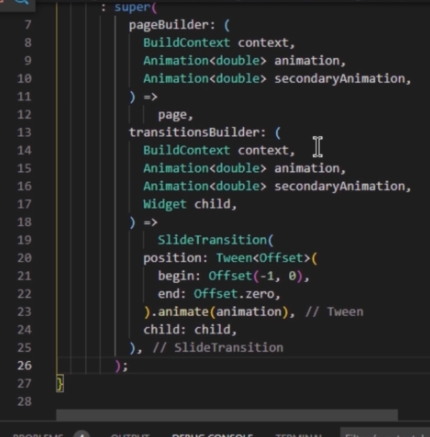 : super(
7 pageBuilder: (
8 BuildContext context,
9 Animation<double> animation,
10 Animation<double> secondaryAnimation,
11 ) =>
12 page,
13 transitionsBuilder: (
14 BuildContext context,
15 Animation<double> animation,
16 Animation<double> secondaryAnimation,
17 Widget child,
18 ) =>
19 SlideTransition(
20 position: Tween<Offset>(
21 begin: Offset(-1, 0),
22 end: Offset.zero,
23 ).animate(animation), // Tween
24 child: child,
25 ), // SlideTransition
26 );
27 }
28
PROBLEMS OUTPUT DEBUG CONSOLE TERMINAL